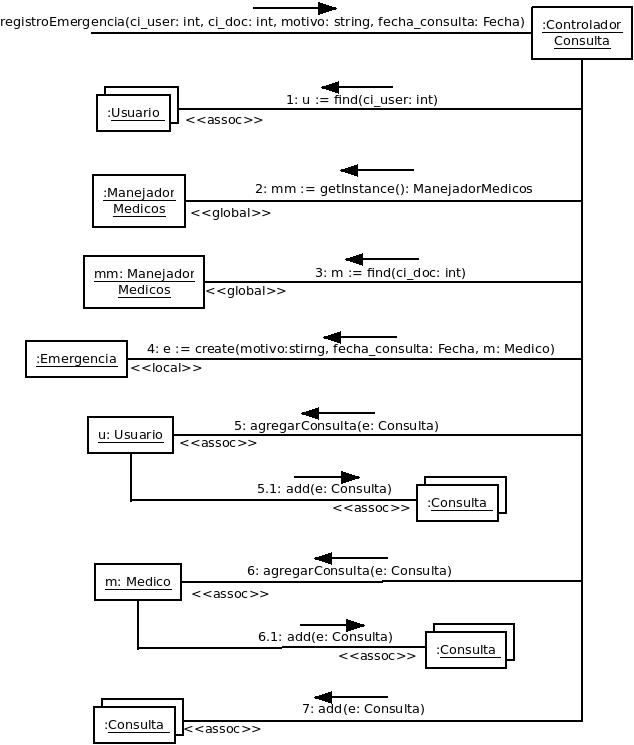 registroEmergencia(ci_user: int, ci_doc: int, motivo: string, fecha_consulta: Fecha)
:Controlador
Consulta
1: u := find(ci_user: int)
:Usuario
<<assoc>>
:Manejador
Medicos
2: mm := getInstance(): ManejadorMedicos
<<global>>
mm: Manejador
Medicos
3: m := find(ci_doc: int)
<<global>>
:Emergencia
4: e := create(motivo:stirng, fecha_consulta: Fecha, m: Medico)
<<local>>
u: Usuario
5: agregarConsulta(e: Consulta)
<<assoc>>
5.1: add(e: Consulta)
<<assoc>>
:Consulta
m: Medico
6: agregarConsulta(e: Consulta)
<<assoc>>
6.1: add(e: Consulta)
<<assoc>>
:Consulta
:Consulta
7: add(e: Consulta)
<<assoc>>